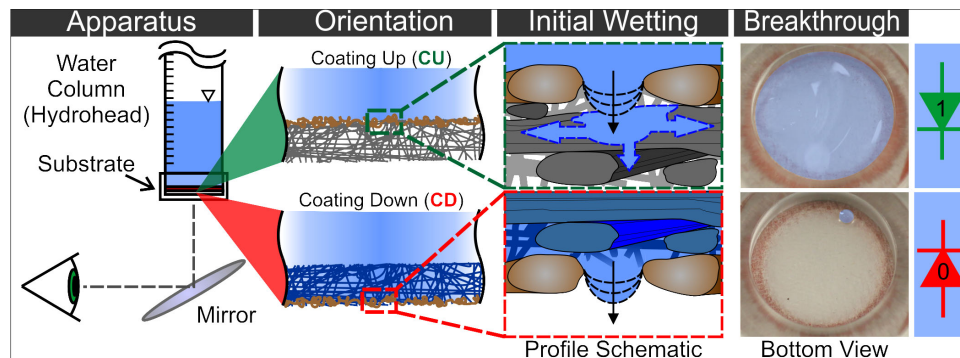 Apparatus
Orientation
Initial Wetting
Breakthrough
Water
Column
(Hydrohead)
Substrate
Mirror
Coating Up (CU)
Coating Down (CD)
Profile Schematic
Bottom View
1
0